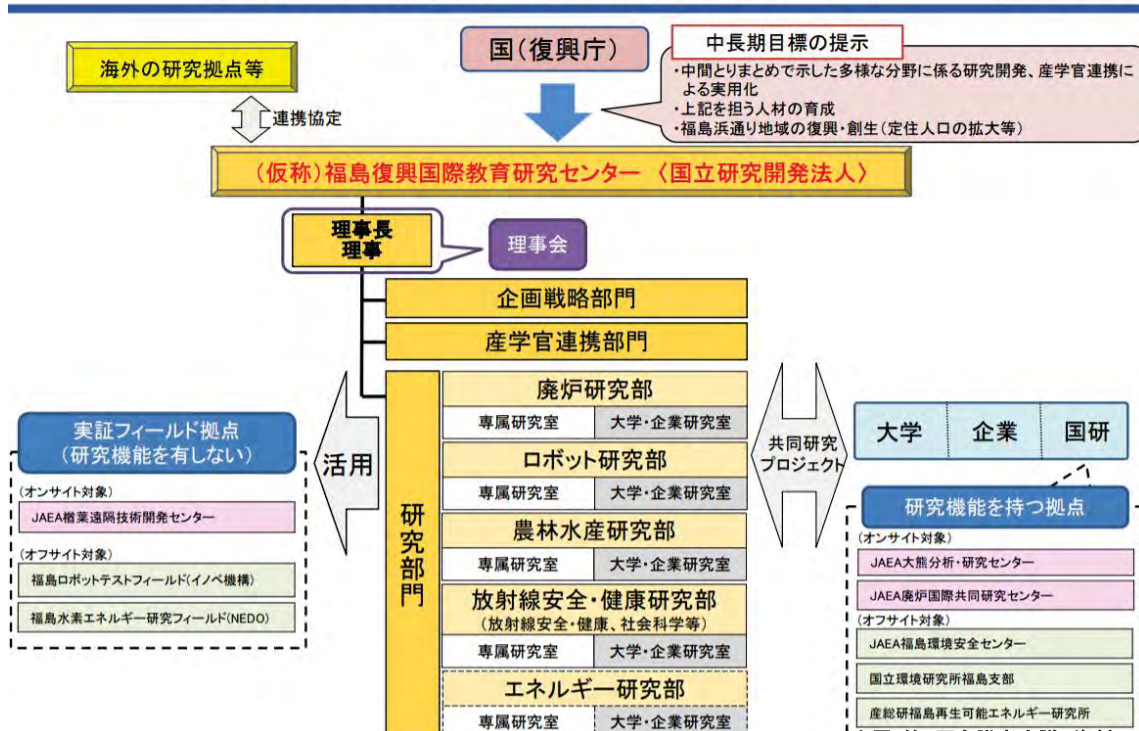 海外の研究拠点等
国(復興庁)
中長期目標の提示
・中間とりまとめで示した多様な分野に係る研究開発、産学官連携に
よる実用化
・上記を担う人材の育成
・福島浜通り地域の復興・創生(定住人口の拡大等)
連携協定
(仮称)福島復興国際教育研究センター 〈国立研究開発法人〉
理事長
理事
理事会
企画戦略部門
産学官連携部門
研究部門
廃炉研究部
専属研究室 大学・企業研究室
ロボット研究部
専属研究室 大学・企業研究室
農林水産研究部
専属研究室 大学・企業研究室
放射線安全・健康研究部
(放射線安全・健康、社会科学等)
専属研究室 大学・企業研究室
エネルギー研究部
専属研究室 大学・企業研究室
活用
実証フィールド拠点
(研究機能を有しない)
(オンサイト対象)
JAEA楢葉遠隔技術開発センター
(オフサイト対象)
福島ロボットテストフィールド(イノベ機構)
福島水素エネルギー研究フィールド(NEDO)
共同研究
プロジェクト
大学 企業 国研
研究機能を持つ拠点
(オンサイト対象)
JAEA大熊分析・研究センター
JAEA廃炉国際共同研究センター
(オフサイト対象)
JAEA福島環境安全センター
国立環境研究所福島支部
産総研福島再生可能エネルギー研究所